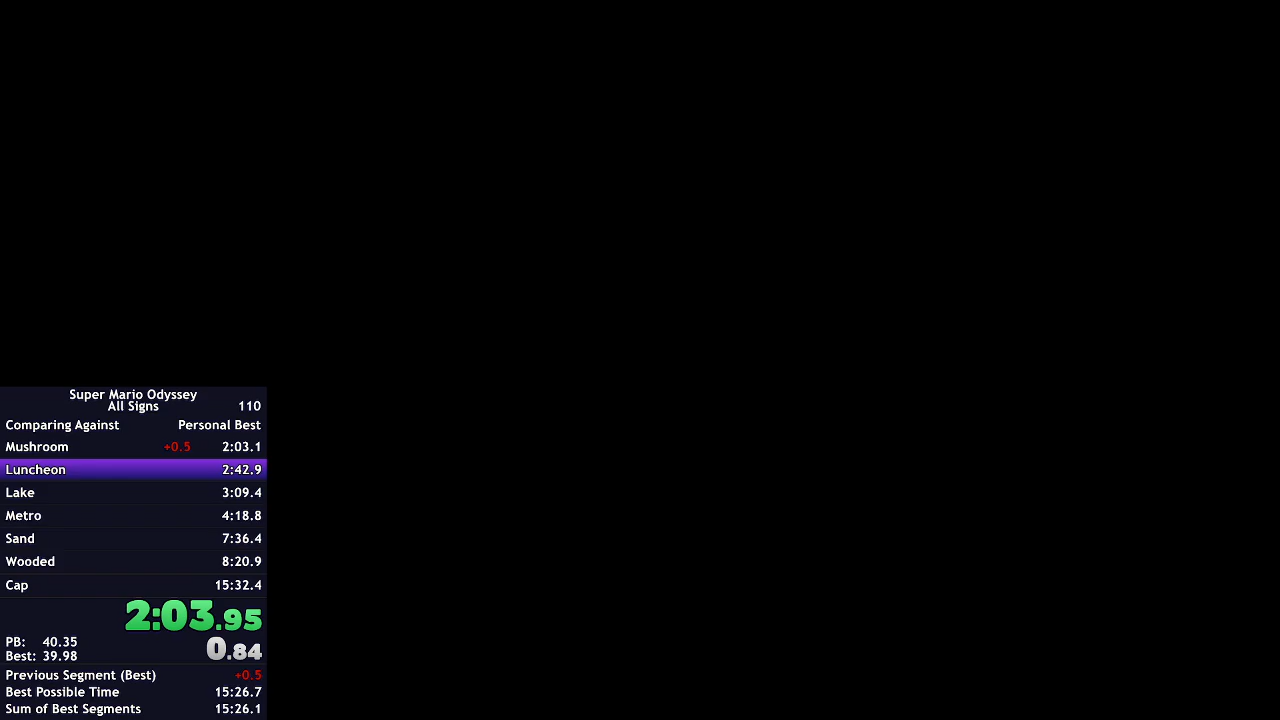 Super Mario Odyssey
All Signs 110
Comparing Against Personal Best
Mushroom +0.5 2:03.1
Luncheon 2:42.9
Lake 3:09.4
Metro 4:18.8
Sand 7:36.4
Wooded 8:20.9
Cap 15:32.4
2:03.95
PB: 40.35
Best: 39.98
0.84
Previous Segment (Best) +0.5
Best Possible Time 15:26.7
Sum of Best Segments 15:26.1